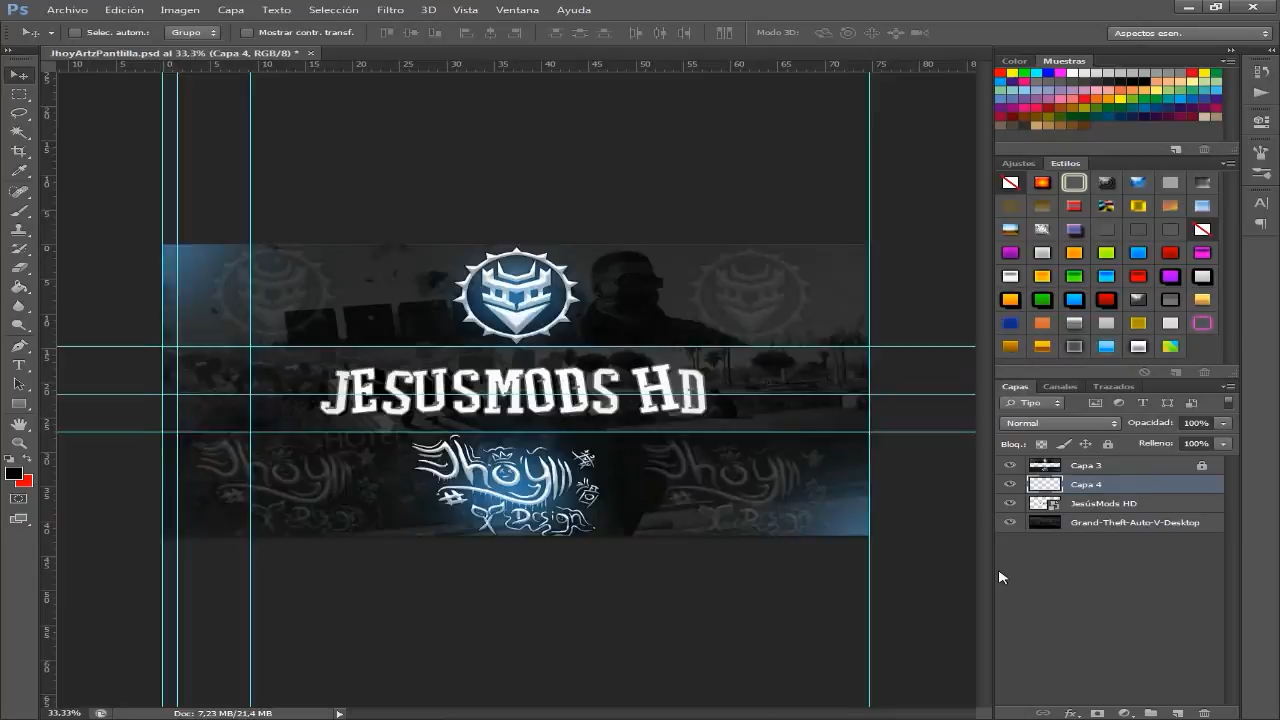 Ps Archivo Edición Imagen Capa Texto Selección Filtro 3D Vista Ventana Ayuda
Selec. autom.: Grupo Mostrar contr. transf. Modo 3D: Aspectos esen.
JhoyArtzPantlilla.psd al 33,3% (Capa 4, RGB/8) *
Color Muestras
Ajustes Estilos
JESUSMODS HD
Jhoym
Design
Capas Canales Trazados
Tipo
Normal Opacidad: 100%
Bloq.: Relleno: 100%
Capa 3
Capa 4
JesúsMods HD
Grand-Theft-Auto-V-Desktop
33.33% Doc: 7,23 MB/21,4 MB